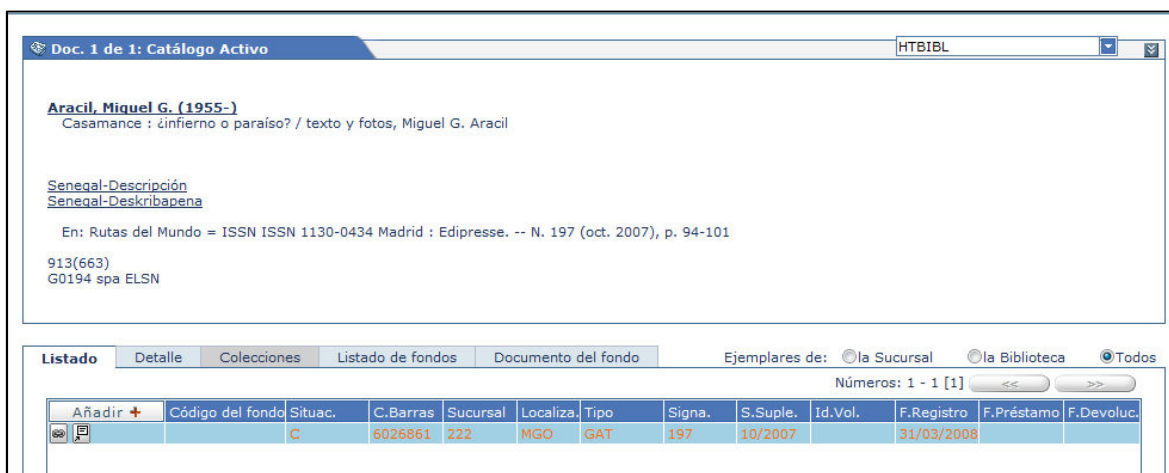 Doc. 1 de 1: Catálogo Activo
HTBIBL
Aracil, Miguel G. (1955-)
Casamance : ¿infierno o paraíso? / texto y fotos, Miguel G. Aracil
Senegal-Descripción
Senegal-Deskribapena
En: Rutas del Mundo = ISSN ISSN 1130-0434 Madrid : Edipresse. -- N. 197 (oct. 2007), p. 94-101
913(663)
G0194 spa ELSN
Listado Detalle Colecciones Listado de fondos Documento del fondo Ejemplares de: la Sucursal la Biblioteca Todos
Números: 1 - 1 [1] << >>
Añadir + Código del fondo Situac. C.Barras Sucursal Localiza. Tipo Signa. S.Suple. Id.Vol. F.Registro F.Préstamo F.Devoluc.
C 6026861 222 MGO GAT 197 10/2007 31/03/2008